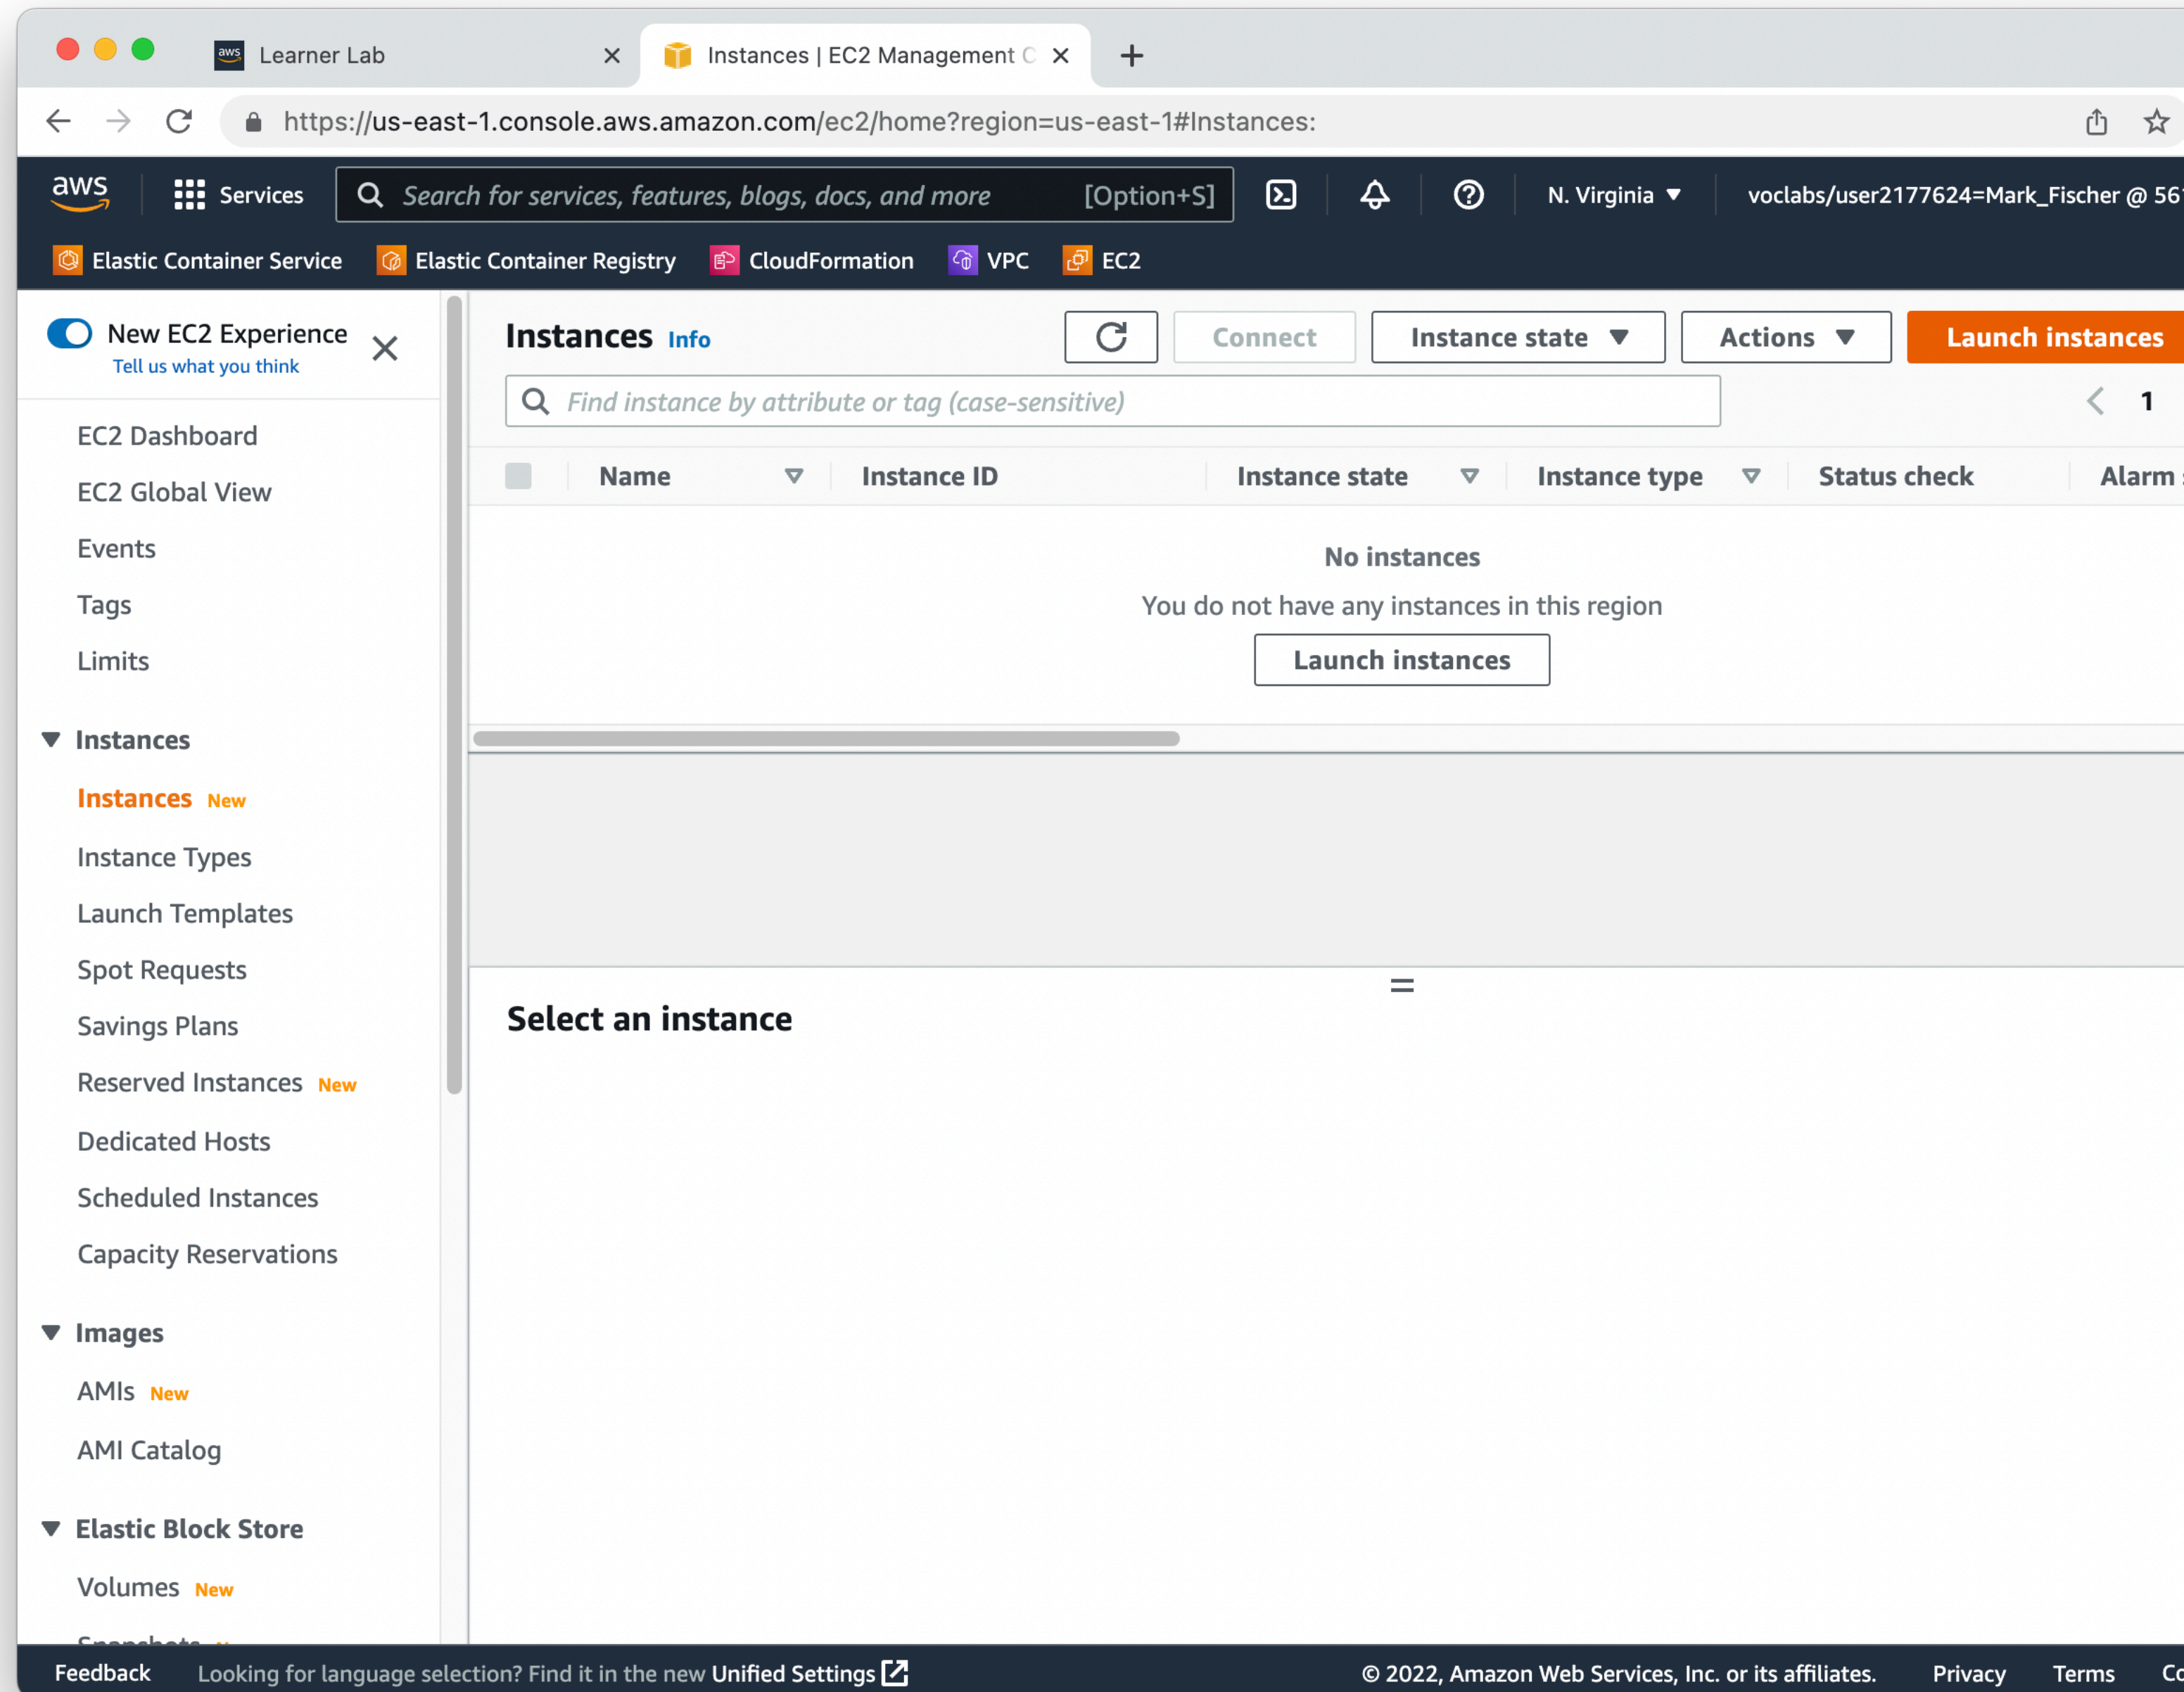 aws Learner Lab
Instances | EC2 Management C
https://us-east-1.console.aws.amazon.com/ec2/home?region=us-east-1#Instances:
aws Services Search for services, features, blogs, docs, and more [Option+S] N. Virginia voclabs/user2177624=Mark_Fischer @ 56
Elastic Container Service Elastic Container Registry CloudFormation VPC EC2
New EC2 Experience
Tell us what you think
EC2 Dashboard
EC2 Global View
Events
Tags
Limits
Instances
Instances New
Instance Types
Launch Templates
Spot Requests
Savings Plans
Reserved Instances New
Dedicated Hosts
Scheduled Instances
Capacity Reservations
Images
AMIs New
AMI Catalog
Elastic Block Store
Volumes New
Snapshots
Instances Info Connect Instance state Actions Launch instances
Find instance by attribute or tag (case-sensitive) 1
Name Instance ID Instance state Instance type Status check Alarm
No instances
You do not have any instances in this region
Launch instances
Select an instance
Feedback Looking for language selection? Find it in the new Unified Settings © 2022, Amazon Web Services, Inc. or its affiliates. Privacy Terms